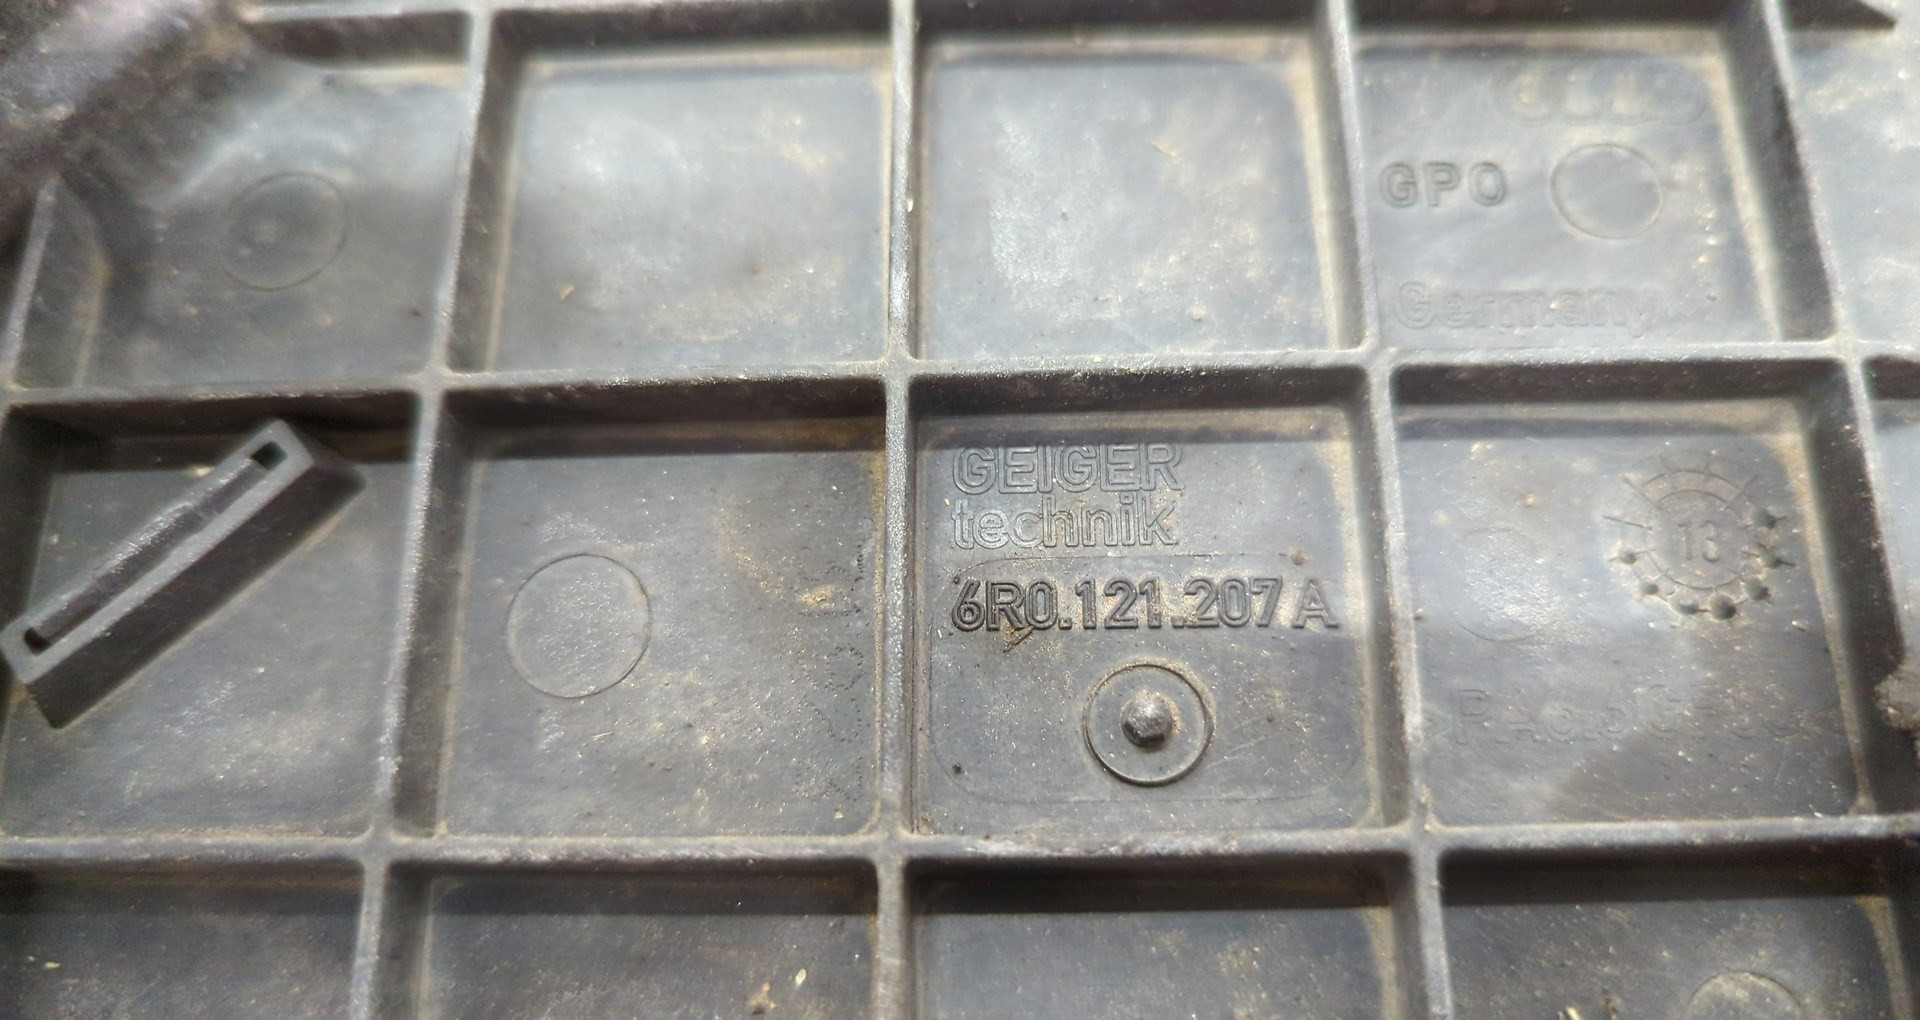 GPO
Germany
GEIGER
technik
6R0.121.207 A
13